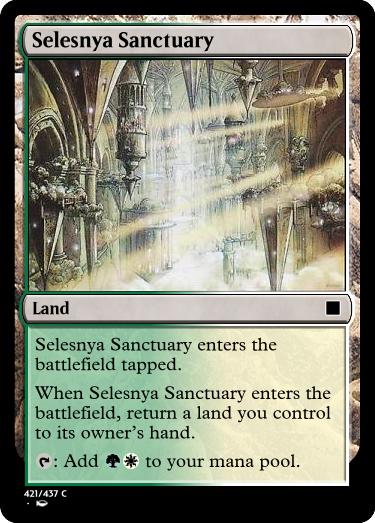 Selesnya Sanctuary
Land
Selesnya Sanctuary enters the
battlefield tapped.
When Selesnya Sanctuary enters the
battlefield, return a land you control
to its owner's hand.
: Add to your mana pool.
421/437 C